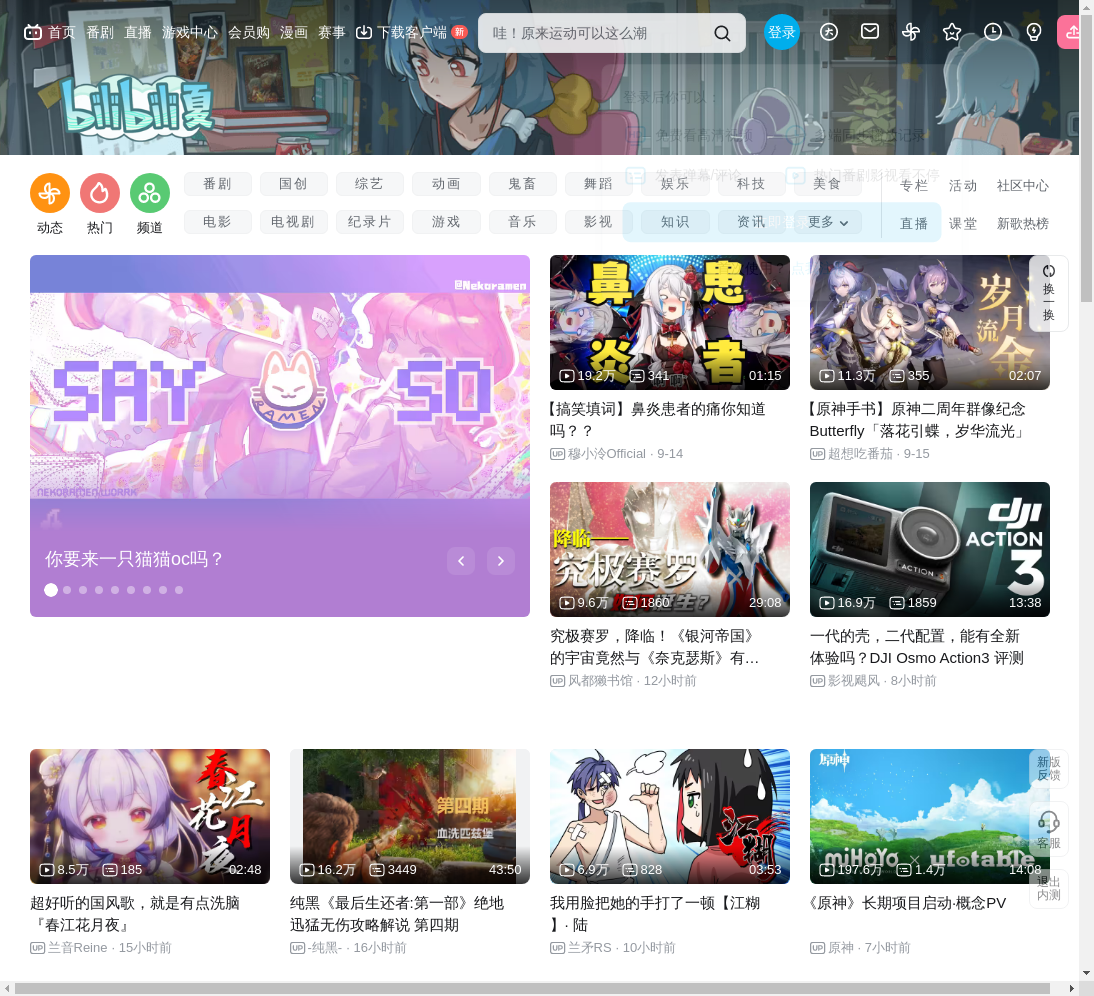 首页 番剧 直播 游戏中心 会员购 漫画 赛事 下载客户端 新 哇！原来运动可以这么潮 登录
bilibili夏
登录后你可以：
发表弹幕/评论 热门番剧影视看不停
番剧 国创 综艺 动画 鬼畜 舞蹈 娱乐 科技 美食 专栏 活动 社区中心
动态 热门 频道
电影 电视剧 纪录片 游戏 音乐 影视 知识 资讯 更多 直播 课堂 新歌热榜
@Nekoramen
SAY SO
RAMEN
NEKORAMEN WORKK
你要来一只猫猫oc吗？
鼻炎患者
19.2万 341 01:15
【搞笑填词】鼻炎患者的痛你知道
吗？？
UP 穆小泠Official · 9-14
岁月流金
11.3万 355 02:07
【原神手书】原神二周年群像纪念
Butterfly「落花引蝶，岁华流光」
UP 超想吃番茄 · 9-15
换一换
降临——
究极赛罗
诞生?
9.6万 1860 29:08
究极赛罗，降临！《银河帝国》
的宇宙竟然与《奈克瑟斯》有…
UP 风都獭书馆 · 12小时前
dji
ACTION
3
ACTION
16.9万 1859 13:38
一代的壳，二代配置，能有全新
体验吗？DJI Osmo Action3 评测
UP 影视飓风 · 8小时前
春江花月夜
8.5万 185 02:48
超好听的国风歌，就是有点洗脑
『春江花月夜』
UP 兰音Reine · 15小时前
第四期
血洗匹兹堡
16.2万 3449 43:50
纯黑《最后生还者:第一部》绝地
迅猛无伤攻略解说 第四期
UP -纯黑- · 16小时前
江糊
6.9万 828 03:53
我用脸把她的手打了一顿【江糊
】· 陆
UP 兰矛RS · 10小时前
原神
miHoYo × ufotable
197.6万 1.4万 14:08
《原神》长期项目启动·概念PV
UP 原神 · 7小时前
新版
反馈
客服
退出
内测